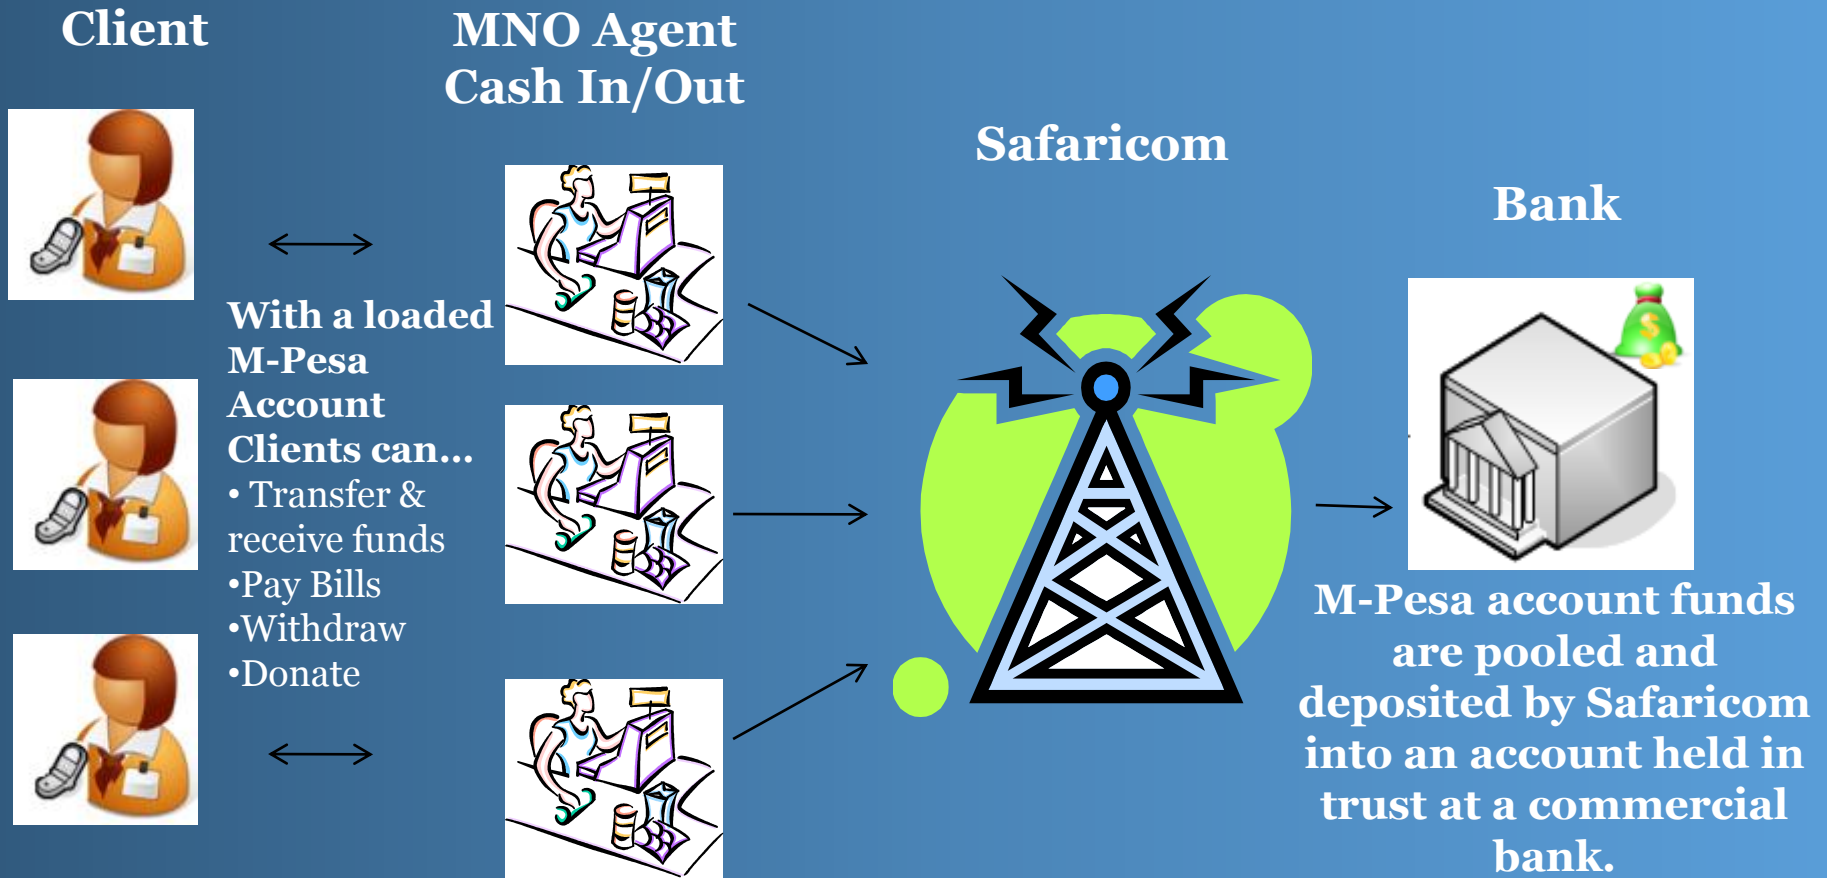 Client
MNO Agent
Cash In/Out
Safaricom
Bank
With a loaded
M-Pesa
Account
Clients can...
• Transfer &
receive funds
•Pay Bills
•Withdraw
•Donate
$
M-Pesa account funds
are pooled and
deposited by Safaricom
into an account held in
trust at a commercial
bank.